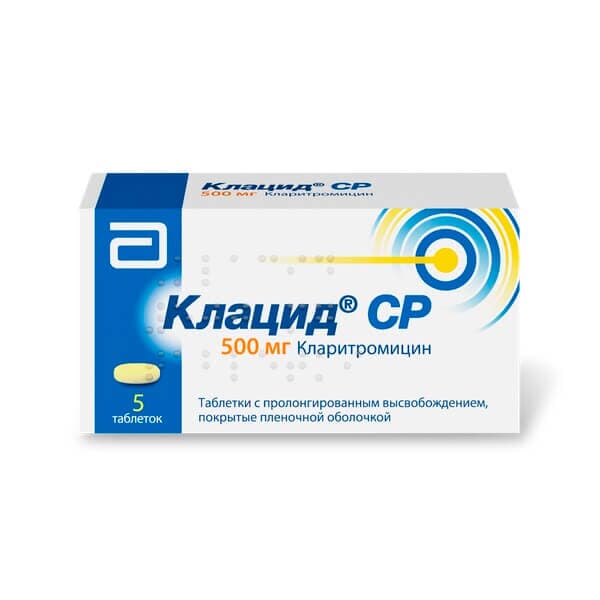 Клацид® СР
500 мг Кларитромицин
Клацид® СР
500 мг Кларитромицин
Таблетки с пролонгированным высвобождением,
покрытые пленочной оболочкой
5
таблеток